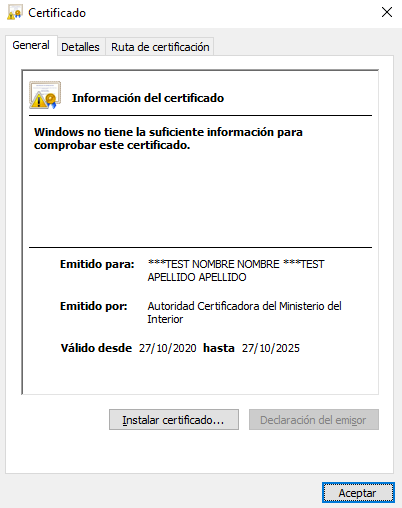 Certificado
General
Detalles
Ruta de certificación
Información del certificado
Windows no tiene la suficiente información para
comprobar este certificado.
Emitido para: ***TEST NOMBRE NOMBRE ***TEST
APELLIDO APELLIDO
Emitido por: Autoridad Certificadora del Ministerio del
Interior
Válido desde 27/10/2020 hasta 27/10/2025
Instalar certificado...
Declaración del emisor
Aceptar